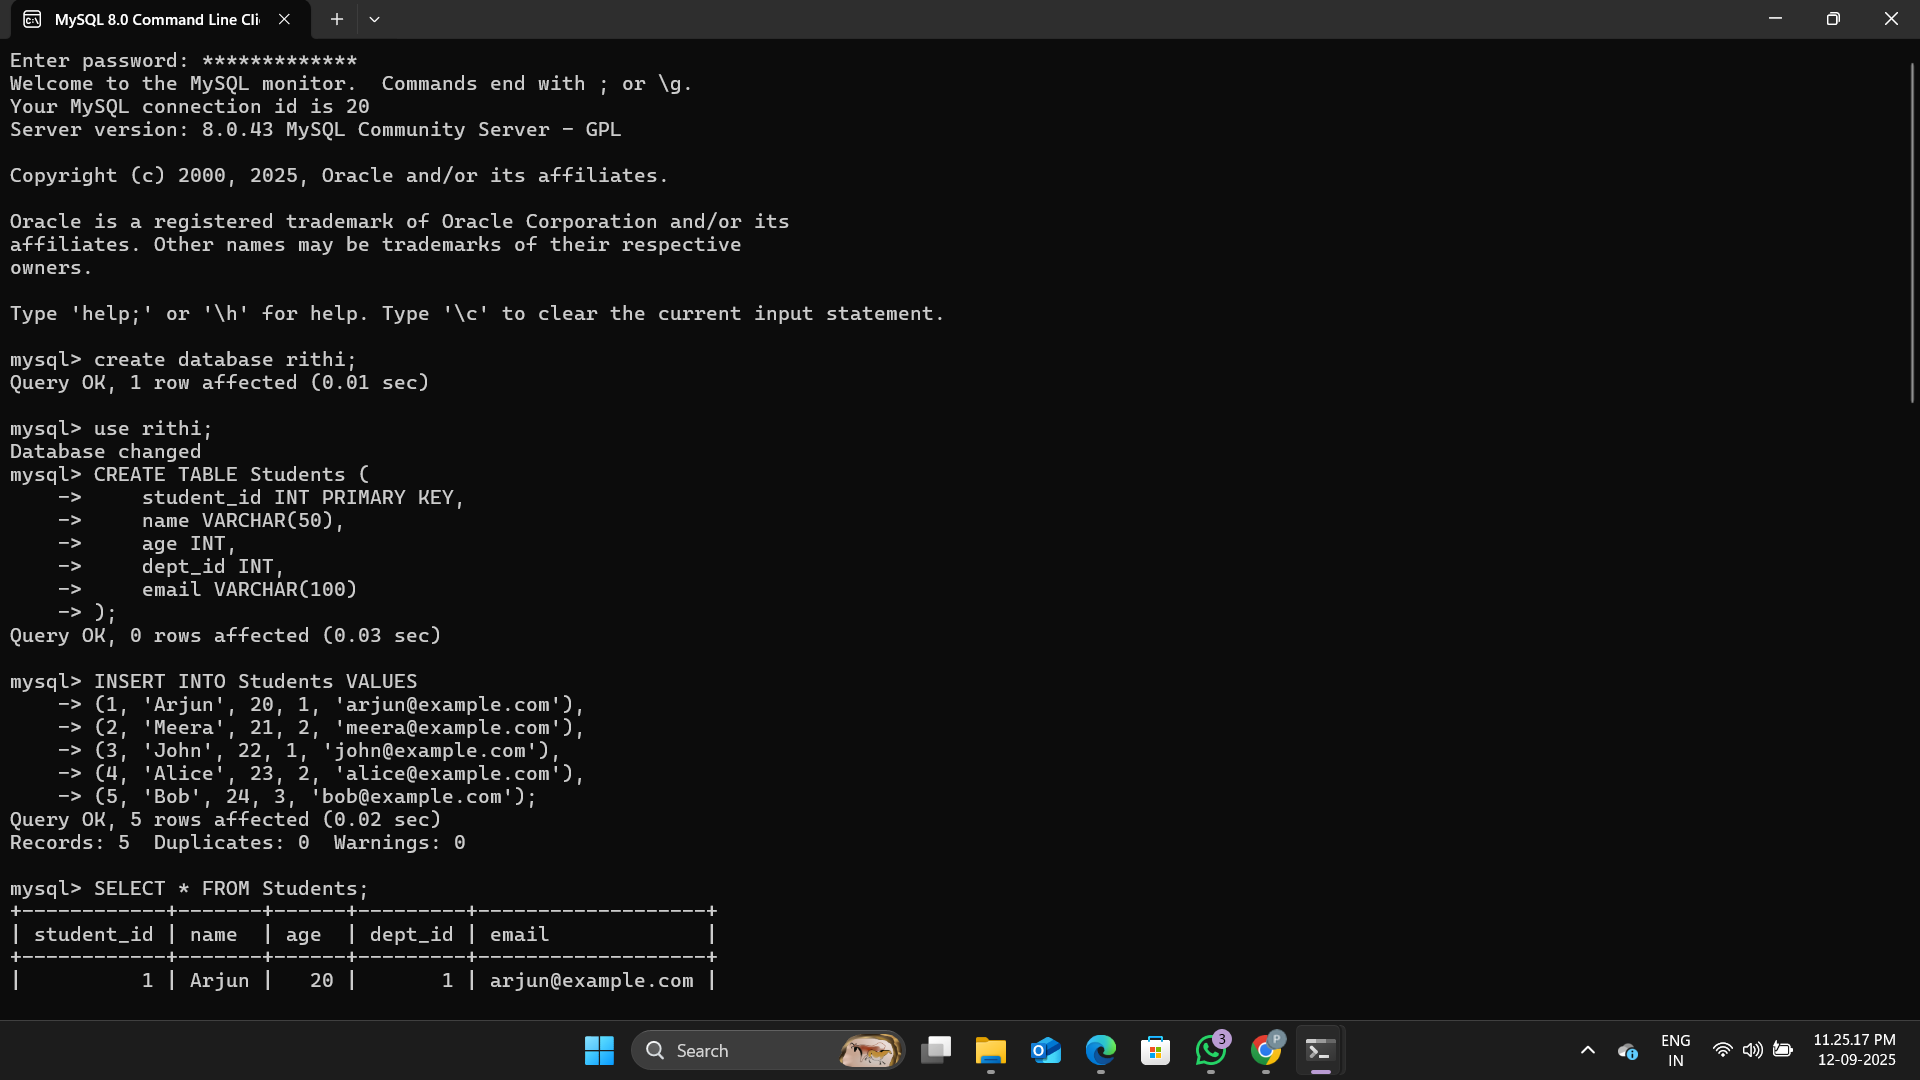 MySQL 8.0 Command Line Cli
Enter password: *************
Welcome to the MySQL monitor.  Commands end with ; or \g.
Your MySQL connection id is 20
Server version: 8.0.43 MySQL Community Server - GPL
Copyright (c) 2000, 2025, Oracle and/or its affiliates.
Oracle is a registered trademark of Oracle Corporation and/or its
affiliates. Other names may be trademarks of their respective
owners.
Type 'help;' or '\h' for help. Type '\c' to clear the current input statement.
mysql> create database rithi;
Query OK, 1 row affected (0.01 sec)
mysql> use rithi;
Database changed
mysql> CREATE TABLE Students (
    ->     student_id INT PRIMARY KEY,
    ->     name VARCHAR(50),
    ->     age INT,
    ->     dept_id INT,
    ->     email VARCHAR(100)
    -> );
Query OK, 0 rows affected (0.03 sec)
mysql> INSERT INTO Students VALUES
    -> (1, 'Arjun', 20, 1, 'arjun@example.com'),
    -> (2, 'Meera', 21, 2, 'meera@example.com'),
    -> (3, 'John', 22, 1, 'john@example.com'),
    -> (4, 'Alice', 23, 2, 'alice@example.com'),
    -> (5, 'Bob', 24, 3, 'bob@example.com');
Query OK, 5 rows affected (0.02 sec)
Records: 5  Duplicates: 0  Warnings: 0
mysql> SELECT * FROM Students;
+------------+-------+------+---------+-------------------+
| student_id | name  | age  | dept_id | email             |
+------------+-------+------+---------+-------------------+
|          1 | Arjun |   20 |       1 | arjun@example.com |
Search
3
P
ENG
IN
11.25.17 PM
12-09-2025